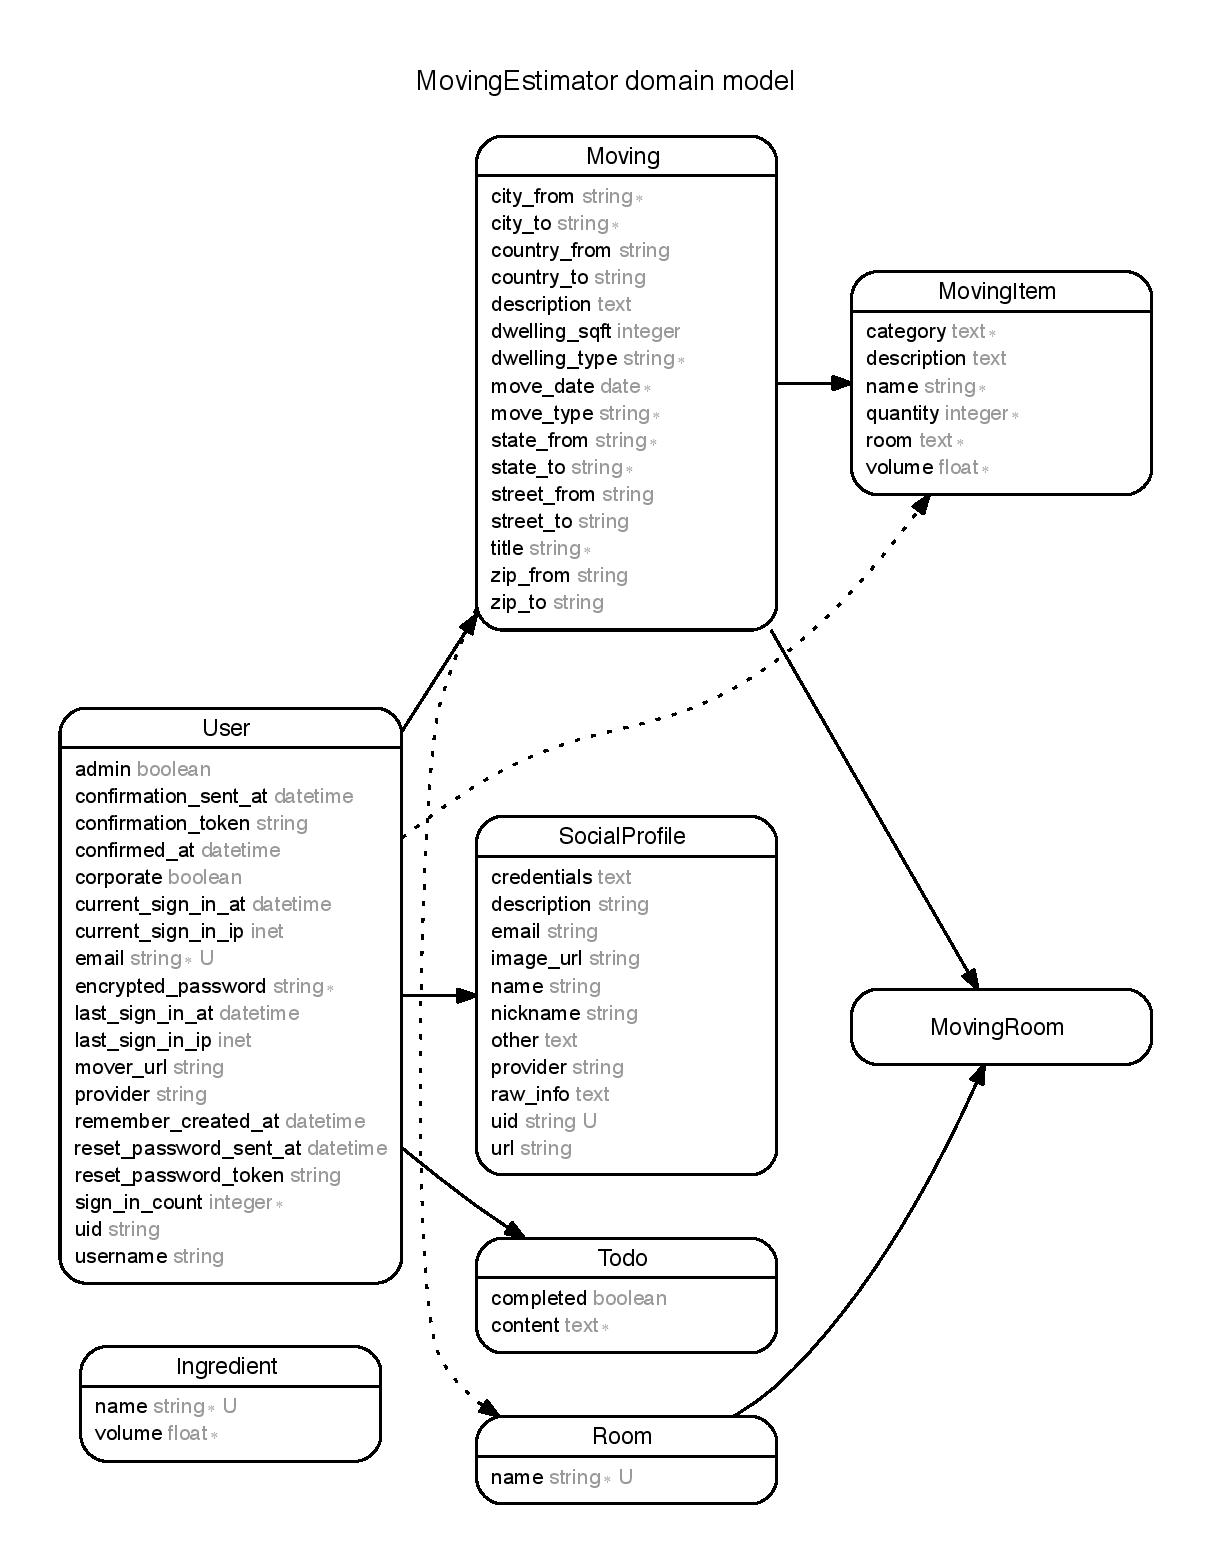 MovingEstimator domain model
Moving
city_from string*
city_to string*
country_from string
country_to string
description text
dwelling_sqft integer
dwelling_type string*
move_date date*
move_type string*
state_from string*
state_to string*
street_from string
street_to string
title string*
zip_from string
zip_to string
MovingItem
category text*
description text
name string*
quantity integer*
room text*
volume float*
User
admin boolean
confirmation_sent_at datetime
confirmation_token string
confirmed_at datetime
corporate boolean
current_sign_in_at datetime
current_sign_in_ip inet
email string* U
encrypted_password string*
last_sign_in_at datetime
last_sign_in_ip inet
mover_url string
provider string
remember_created_at datetime
reset_password_sent_at datetime
reset_password_token string
sign_in_count integer*
uid string
username string
SocialProfile
credentials text
description string
email string
image_url string
name string
nickname string
other text
provider string
raw_info text
uid string U
url string
MovingRoom
Todo
completed boolean
content text*
Ingredient
name string* U
volume float*
Room
name string* U